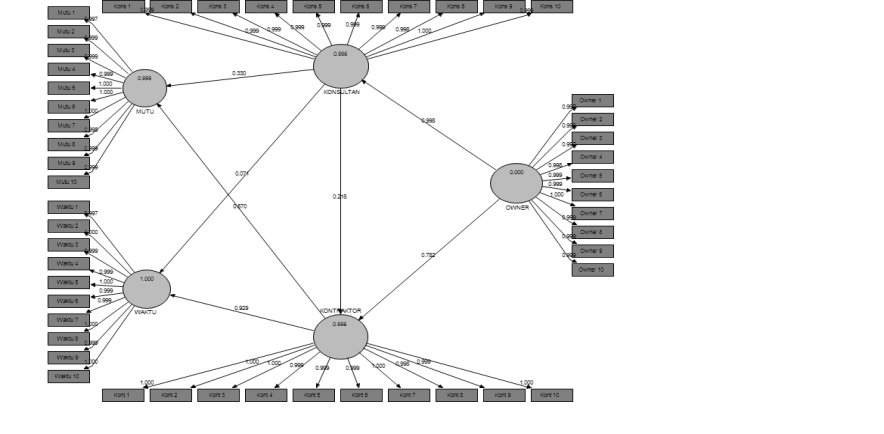 Kons 1
Kons 2
Kons 3
Kons 4
Kons 5
Kons 6
Kons 7
Kons 8
Kons 9
Kons 10
0.999
0.999
0.999
0.999
0.999
0.998
1.000
0.996
KONSULTAN
Mutu 1
Mutu 2
Mutu 3
Mutu 4
Mutu 5
Mutu 6
Mutu 7
Mutu 8
Mutu 9
Mutu 10
0.999
1.000
1.000
0.999
MUTU
0.330
0.998
0.071
0.670
0.218
0.782
0.929
Owner 1
Owner 2
Owner 3
Owner 4
Owner 5
Owner 6
Owner 7
Owner 8
Owner 9
Owner 10
0.998
0.999
0.999
1.000
0.000
OWNER
Waktu 1
Waktu 2
Waktu 3
Waktu 4
Waktu 5
Waktu 6
Waktu 7
Waktu 8
Waktu 9
Waktu 10
0.999
1.000
0.999
0.999
1.000
WAKTU
KONTRAKTOR
0.998
1.000
1.000
1.000
0.999
0.999
0.999
1.000
0.998
0.999
1.000
Kont 1
Kont 2
Kont 3
Kont 4
Kont 5
Kont 6
Kont 7
Kont 8
Kont 9
Kont 10